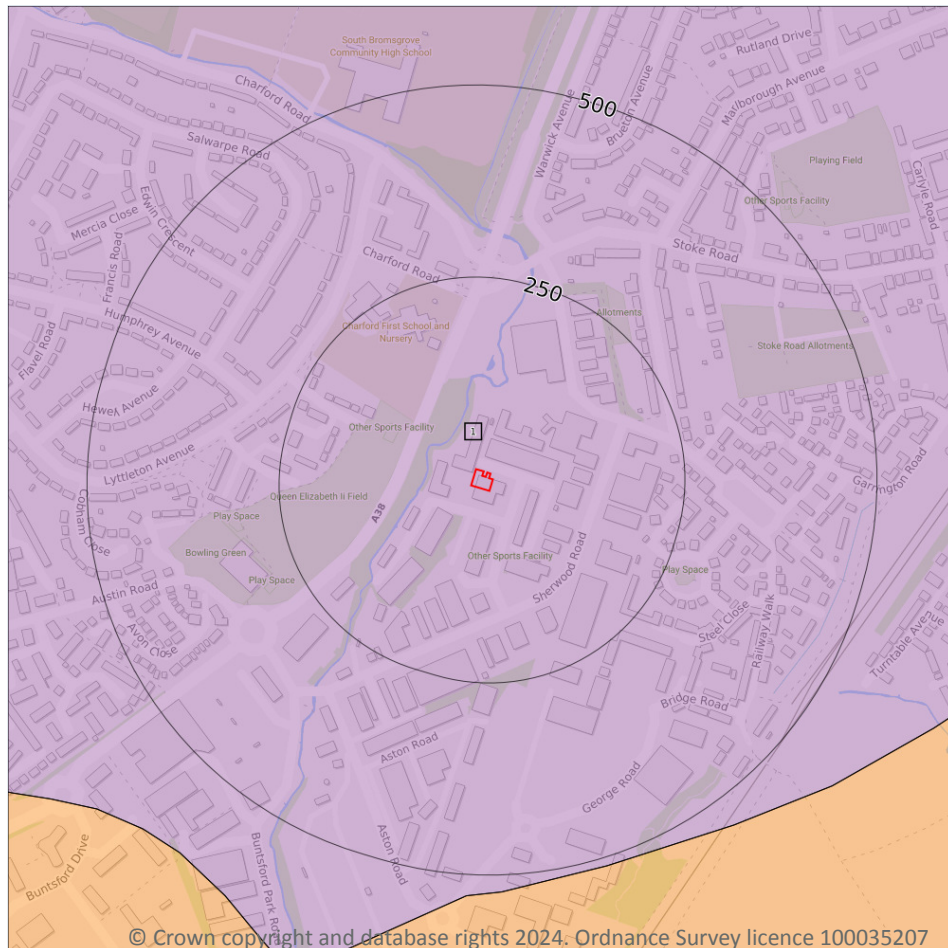 South Bromsgrove
Community High School
Rutland Drive
Charford Road
500
Warwick Avenue
Brueton Avenue
Marlborough Avenue
Salwarpe Road
Playing Field
Carlyle Road
Other Sports Facility
Edwin Crescent
Mercia Close
Francis Road
Stoke Road
Charford Road
250
Humphrey Avenue
Flavel Road
Charford First School and
Nursery
Allotments
Stoke Road Allotments
Hewex Avenue
Other Sports Facility
1
Lyttleton Avenue
Garrington Road
Queen Elizabeth II Field
Cobham Close
Play Space
A38
Bowling Green
Play Space
Other Sports Facility
Sherwood Road
Play Space
Austin Road
Avon Close
Steel Close
Railway Walk
Turntable Avenue
Bridge Road
Aston Road
George Road
Aston Road
Buntsford Drive
Buntsford Park Ro
© Crown copyright and database rights 2024. Ordnance Survey licence 100035207